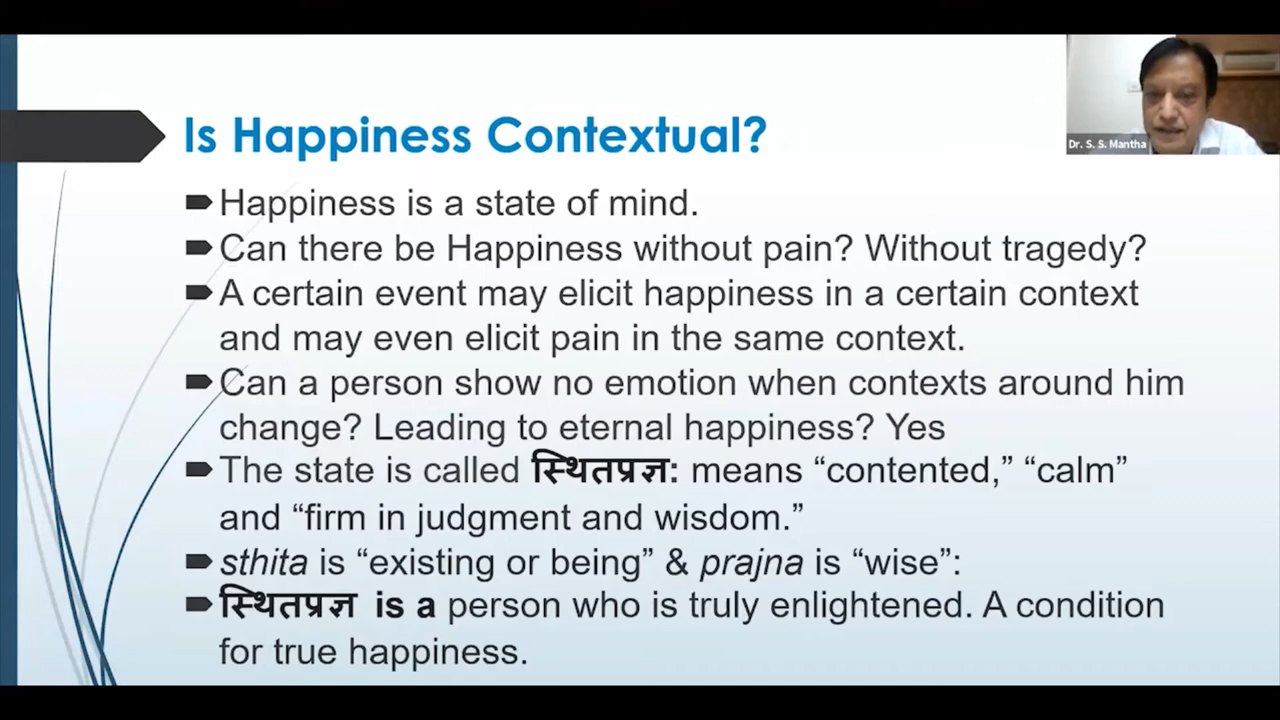 Is Happiness Contextual?
Dr. S. S. Mantha
Happiness is a state of mind.
Can there be Happiness without pain? Without tragedy?
A certain event may elicit happiness in a certain context
and may even elicit pain in the same context.
Can a person show no emotion when contexts around him
change? Leading to eternal happiness? Yes
The state is called स्थितप्रज्ञ: means “contented,” “calm”
and “firm in judgment and wisdom.”
sthita is “existing or being” & prajna is “wise”:
स्थितप्रज्ञ is a person who is truly enlightened. A condition
for true happiness.